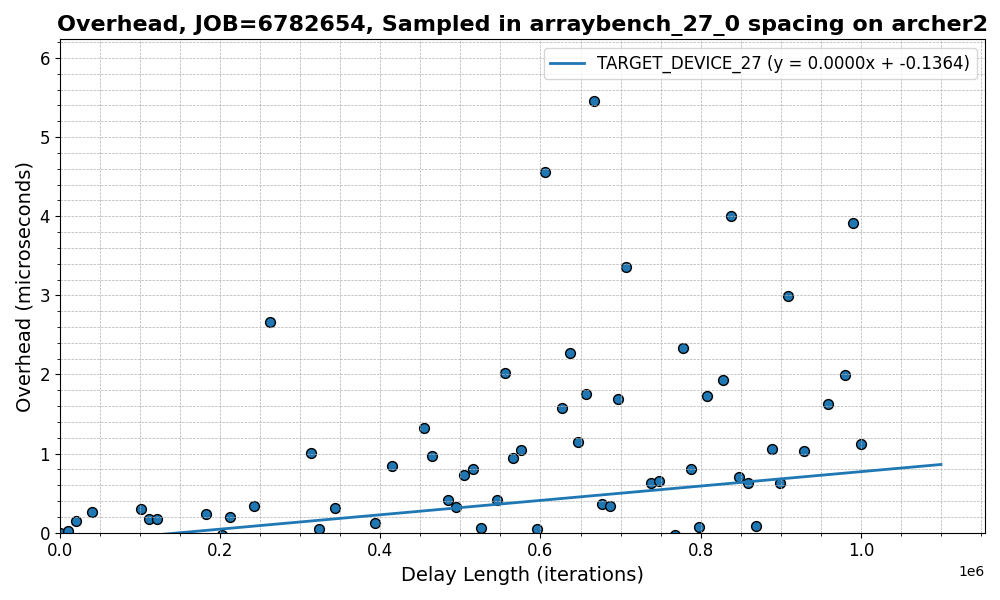 Overhead, JOB=6782654, Sampled in arraybench_27_0 spacing on archer2
TARGET_DEVICE_27 (y = 0.0000x + -0.1364)
Overhead (microseconds)
6
5
4
3
2
1
0
0.0 0.2 0.4 0.6 0.8 1.0
1e6
Delay Length (iterations)